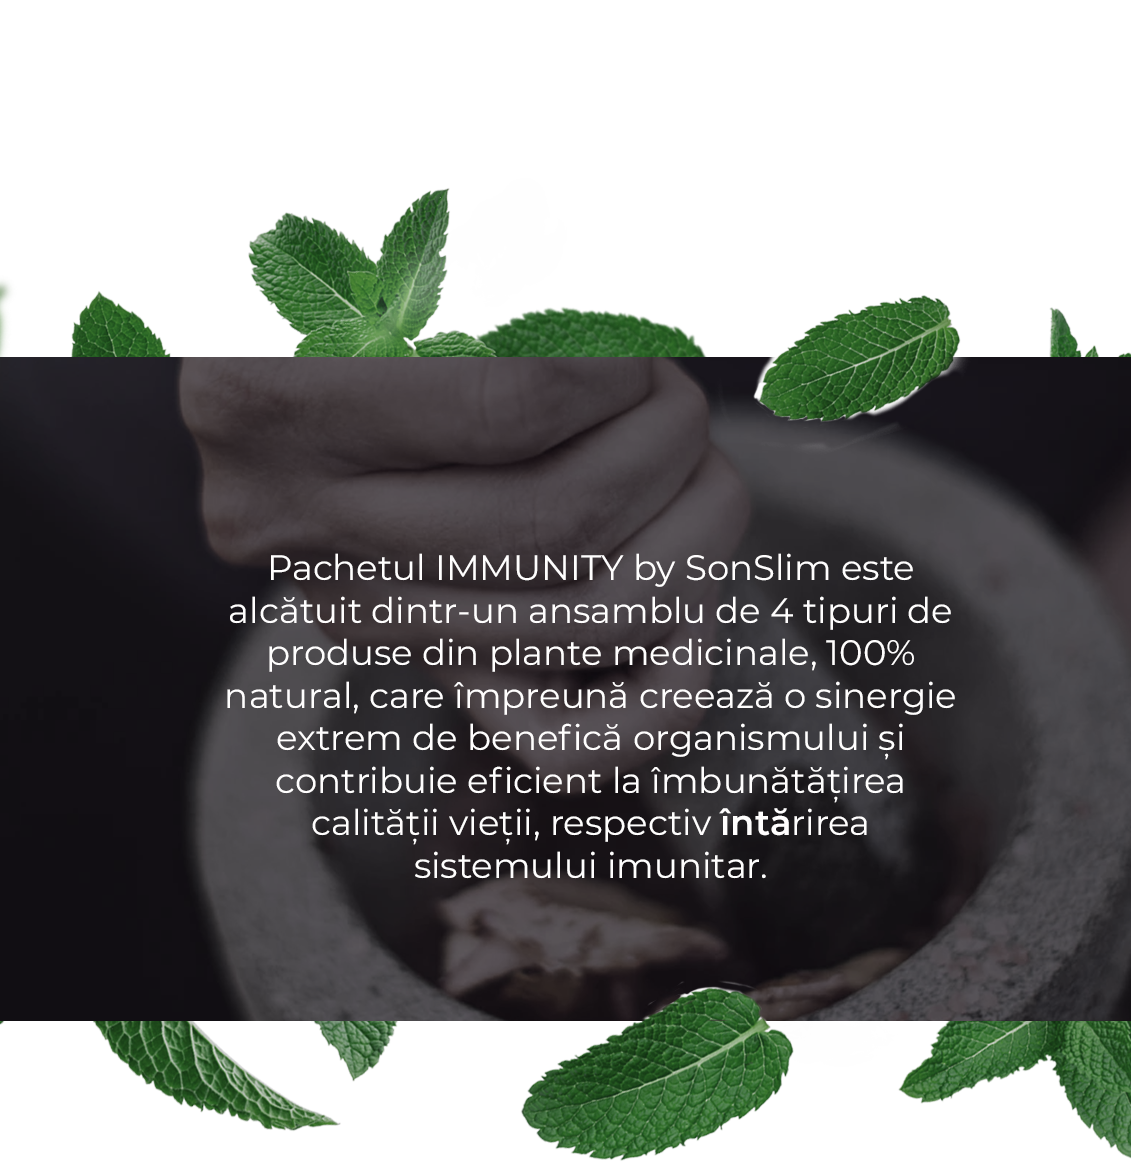 Pachetul IMMUNITY by SonSlim este
alcătuit dintr-un ansamblu de 4 tipuri de
produse din plante medicinale, 100%
natural, care împreună creează o sinergie
extrem de benefică organismului și
contribuie eficient la îmbunătățirea
calității vieții, respectiv întărirea
sistemului imunitar.